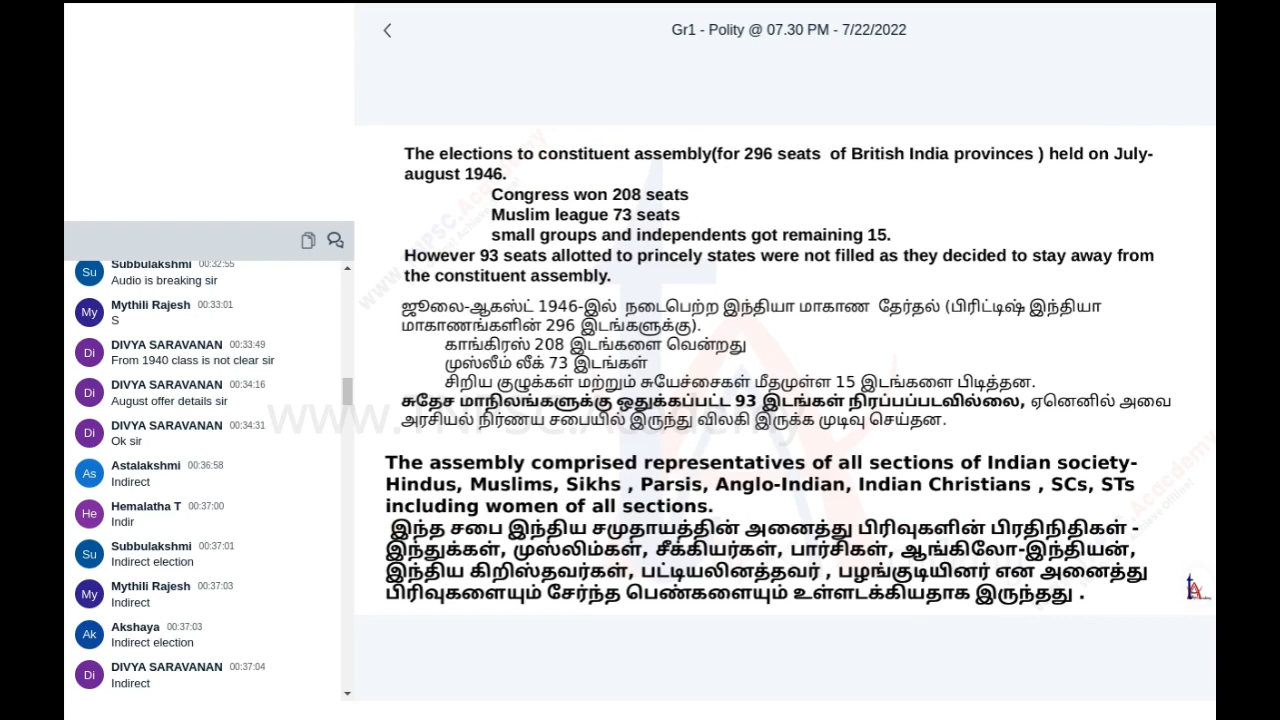 Gr1 - Polity @ 07.30 PM - 7/22/2022
Subbulakshmi 00:32:55
Audio is breaking sir
My Mythili Rajesh 00:33:01
S
Di DIVYA SARAVANAN 00:33:49
From 1940 class is not clear sir
Di DIVYA SARAVANAN 00:34:16
August offer details sir
Di DIVYA SARAVANAN 00:34:31
Ok sir
As Astalakshmi 00:36:58
Indirect
He Hemalatha T 00:37:00
Indir
Su Subbulakshmi 00:37:01
Indirect election
My Mythili Rajesh 00:37:03
Indirect
Ak Akshaya 00:37:03
Indirect election
Di DIVYA SARAVANAN 00:37:04
Indirect
The elections to constituent assembly(for 296 seats of British India provinces ) held on July-
august 1946.
Congress won 208 seats
Muslim league 73 seats
small groups and independents got remaining 15.
However 93 seats allotted to princely states were not filled as they decided to stay away from
the constituent assembly.
ஜூலை-ஆகஸ்ட் 1946-இல் நடைபெற்ற இந்தியா மாகாண தேர்தல் (பிரிட்டிஷ் இந்தியா
மாகாணங்களின் 296 இடங்களுக்கு).
காங்கிரஸ் 208 இடங்களை வென்றது
முஸ்லீம் லீக் 73 இடங்கள்
சிறிய குழுக்கள் மற்றும் சுயேச்சைகள் மீதமுள்ள 15 இடங்களை பிடித்தன.
சுதேச மாநிலங்களுக்கு ஒதுக்கப்பட்ட 93 இடங்கள் நிரப்பப்படவில்லை, ஏனெனில் அவை
அரசியல் நிர்ணய சபையில் இருந்து விலகி இருக்க முடிவு செய்தன.
The assembly comprised representatives of all sections of Indian society-
Hindus, Muslims, Sikhs , Parsis, Anglo-Indian, Indian Christians , SCs, STs
including women of all sections.
இந்த சபை இந்திய சமுதாயத்தின் அனைத்து பிரிவுகளின் பிரதிநிதிகள் -
இந்துக்கள், முஸ்லிம்கள், சீக்கியர்கள், பார்சிகள், ஆங்கிலோ-இந்தியன்,
இந்திய கிறிஸ்தவர்கள், பட்டியலினத்தவர் , பழங்குடியினர் என அனைத்து
பிரிவுகளையும் சேர்ந்த பெண்களையும் உள்ளடக்கியதாக இருந்தது .